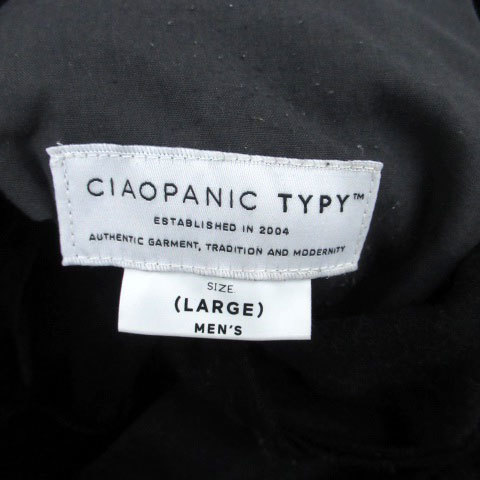 CIAOPANIC TYPY™
ESTABLISHED IN 2004
AUTHENTIC GARMENT, TRADITION AND MODERNITY
SIZE.
(LARGE)
MEN'S